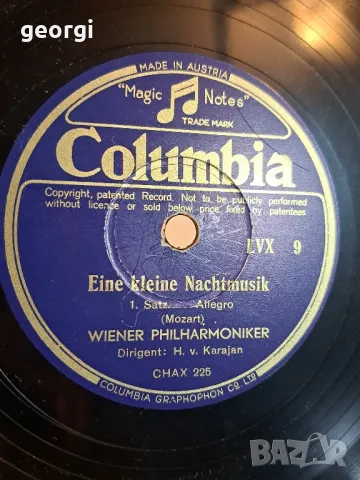 georgi
MADE IN AUSTRIA
"Magic Notes"
TRADE MARK
Columbia
Copyright, patented Record. Not to be publicly performed
without licence or sold below price fixed by patentees
LVX 9
Eine kleine Nachtmusik
1. Satz. Allegro
(Mozart)
WIENER PHILHARMONIKER
Dirigent: H. v. Karajan
CHAX 225
COLUMBIA GRAPHOPHON CO. LTD
BAZAR